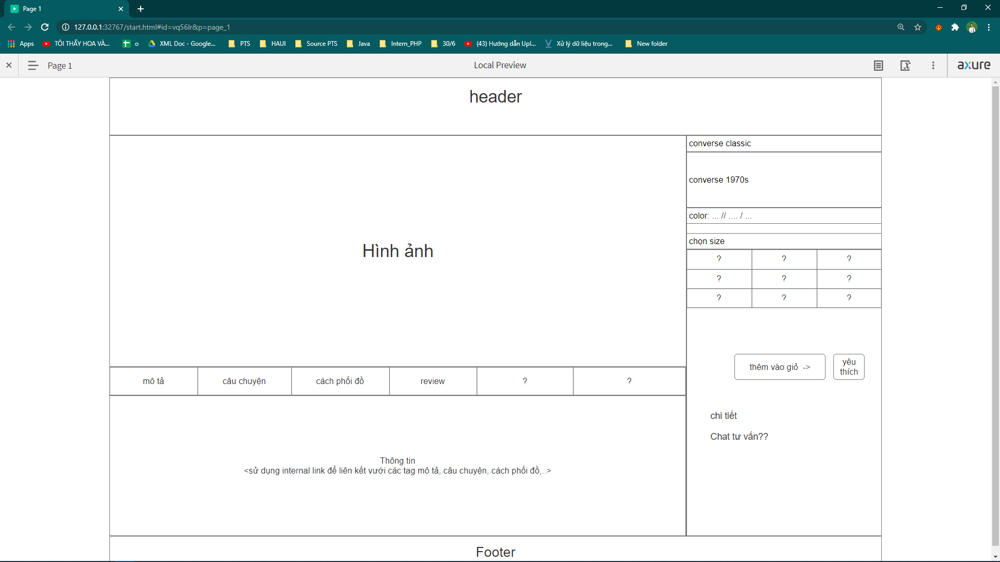 Page 1
127.0.0.1:32767/start.html#id=vq56lr&p=page_1
Apps
TÔI THẤY HOA VÀ...
o
XML Doc - Google...
PTS
HAUI
Source PTS
Java
Intern_PHP
30/6
(43) Hướng dẫn Upl...
Xử lý dữ liệu trong...
New folder
Page 1
Local Preview
axure
header
converse classic
converse 1970s
color: ... // .... / ...
chọn size
? ? ?
? ? ?
? ? ?
Hình ảnh
thêm vào giỏ ->
yêu
thích
mô tả
câu chuyện
cách phối đồ
review
?
?
chi tiết
Chat tư vấn??
Thông tin
<sử dụng internal link để liên kết vưới các tag mô tả, câu chuyện, cách phối đồ,..>
Footer